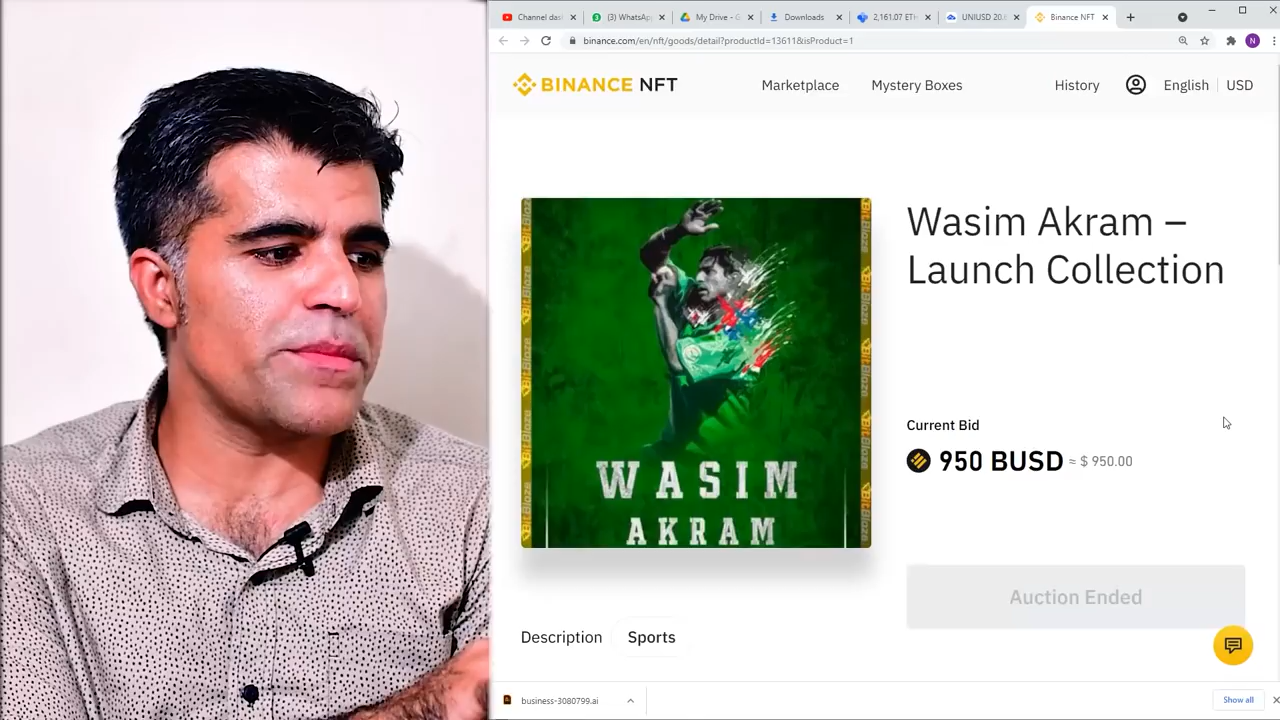 Channel das
(3) WhatsApp
My Drive - G
Downloads
2,161.07 ETH
UNIUSD 20.
Binance NFT
binance.com/en/nft/goods/detail?productId=13611&isProduct=1
N
BINANCE NFT
Marketplace
Mystery Boxes
History
English
USD
BitBlaze
WASIM
AKRAM
Wasim Akram –
Launch Collection
Current Bid
950 BUSD ≈ $ 950.00
Auction Ended
Description
Sports
business-3080799.ai
Show all